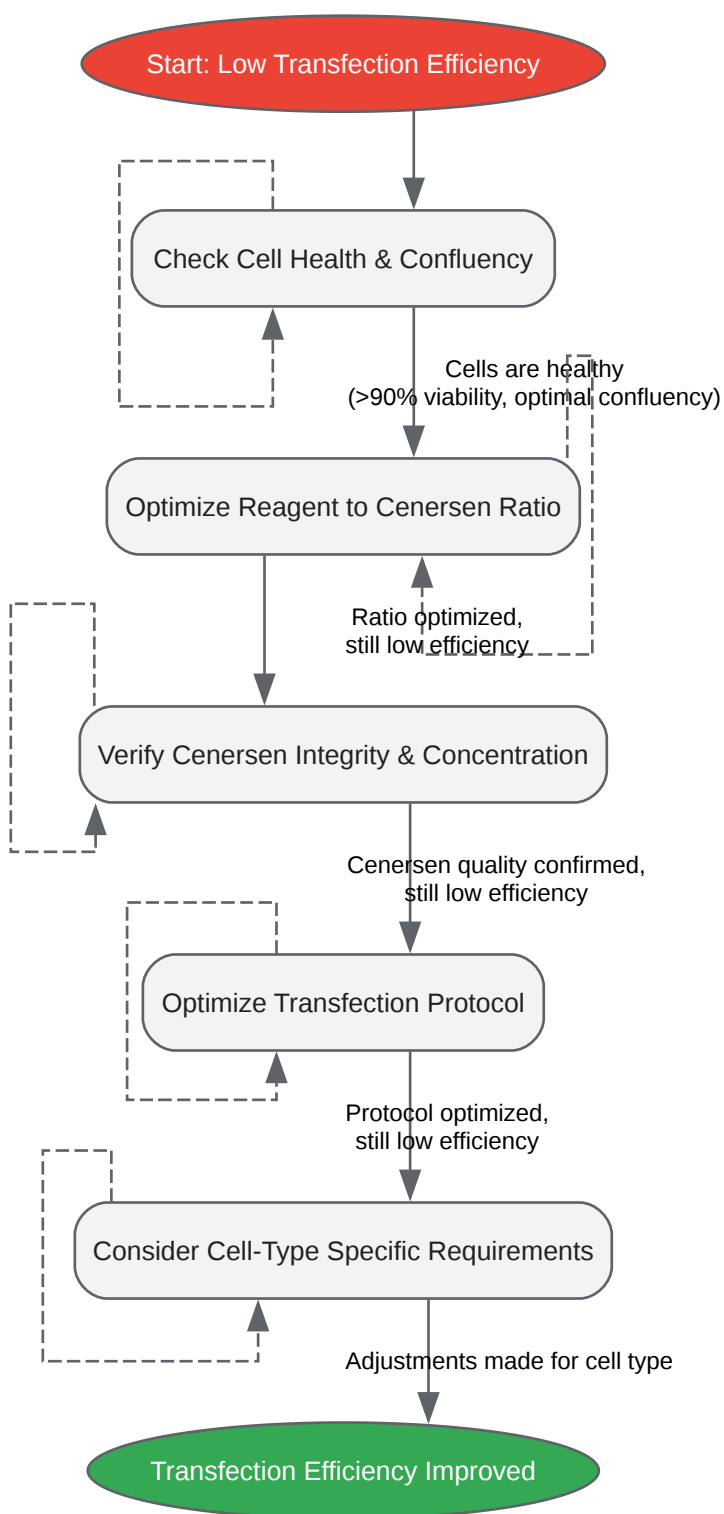 Start: Low Transfection Efficiency
Check Cell Health & Confluency
Cells are healthy
(>90% viability, optimal confluency)
Optimize Reagent to Cenersen Ratio
Ratio optimized,
still low efficiency
Verify Cenersen Integrity & Concentration
Cenersen quality confirmed,
still low efficiency
Optimize Transfection Protocol
Protocol optimized,
still low efficiency
Consider Cell-Type Specific Requirements
Adjustments made for cell type
Transfection Efficiency Improved